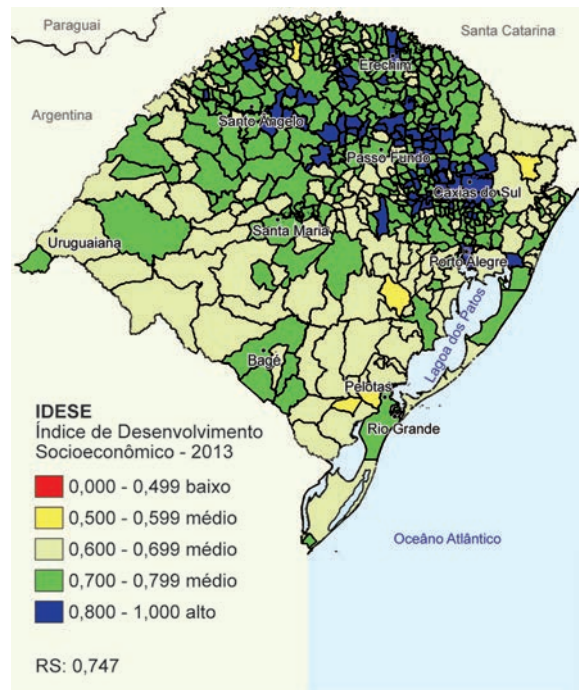 Paraguai
Santa Catarina
Erechim
Argentina
Santo Ângelo
Passo Fundo
Caxias do Sul
Uruguaiana
Santa Maria
Porto Alegre
Lagoa dos Patos
Bagé
Pelotas
Rio Grande
IDESE
Índice de Desenvolvimento
Socioeconômico - 2013
0,000 - 0,499 baixo
0,500 - 0,599 médio
0,600 - 0,699 médio
0,700 - 0,799 médio
0,800 - 1,000 alto
Oceâno Atlântico
RS: 0,747